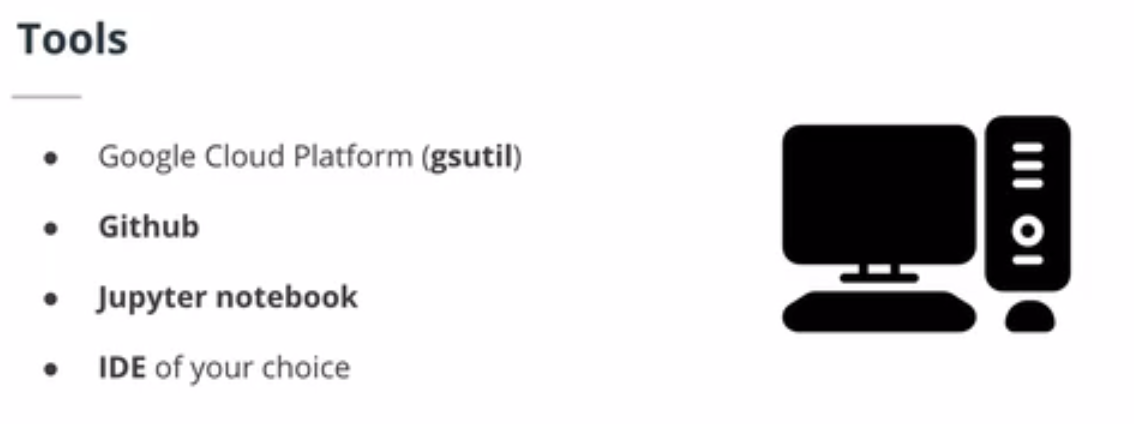 Tools
● Google Cloud Platform (gsutil)
● Github
● Jupyter notebook
● IDE of your choice